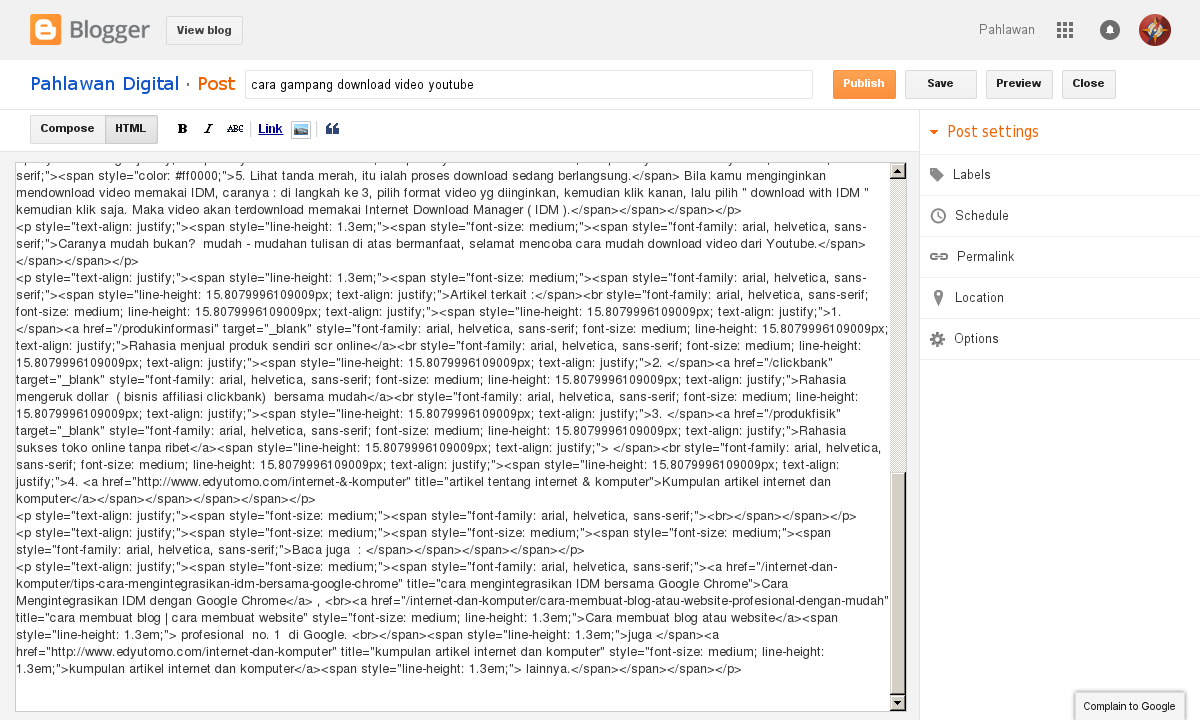 Blogger
View blog
Pahlawan
Pahlawan Digital · Post
cara gampang download video youtube
Publish
Save
Preview
Close
Compose
HTML
B
I
ABC
Link
Post settings
Labels
Schedule
Permalink
Location
Options
serif;"><span style="color: #ff0000;">5. Lihat tanda merah, itu ialah proses download sedang berlangsung.</span> Bila kamu menginginkan
mendownload video memakai IDM, caranya : di langkah ke 3, pilih format video yg diinginkan, kemudian klik kanan, lalu pilih " download with IDM "
kemudian klik saja. Maka video akan terdownload memakai Internet Download Manager ( IDM ).</span></span></span></p>
<p style="text-align: justify;"><span style="line-height: 1.3em;"><span style="font-size: medium;"><span style="font-family: arial, helvetica, sans-
serif;">Caranya mudah bukan?  mudah - mudahan tulisan di atas bermanfaat, selamat mencoba cara mudah download video dari Youtube.</span>
</span></span></p>
<p style="text-align: justify;"><span style="line-height: 1.3em;"><span style="font-size: medium;"><span style="font-family: arial, helvetica, sans-
serif;"><span style="line-height: 15.8079996109009px; text-align: justify;">Artikel terkait :</span><br style="font-family: arial, helvetica, sans-serif;
font-size: medium; line-height: 15.8079996109009px; text-align: justify;"><span style="line-height: 15.8079996109009px; text-align: justify;">1.
</span><a href="/produkinformasi" target="_blank" style="font-family: arial, helvetica, sans-serif; font-size: medium; line-height: 15.8079996109009px;
text-align: justify;">Rahasia menjual produk sendiri scr online</a><br style="font-family: arial, helvetica, sans-serif; font-size: medium; line-height:
15.8079996109009px; text-align: justify;"><span style="line-height: 15.8079996109009px; text-align: justify;">2. </span><a href="/clickbank"
target="_blank" style="font-family: arial, helvetica, sans-serif; font-size: medium; line-height: 15.8079996109009px; text-align: justify;">Rahasia
mengeruk dollar  ( bisnis affiliasi clickbank)  bersama mudah</a><br style="font-family: arial, helvetica, sans-serif; font-size: medium; line-height:
15.8079996109009px; text-align: justify;"><span style="line-height: 15.8079996109009px; text-align: justify;">3. </span><a href="/produkfisik"
target="_blank" style="font-family: arial, helvetica, sans-serif; font-size: medium; line-height: 15.8079996109009px; text-align: justify;">Rahasia
sukses toko online tanpa ribet</a><span style="line-height: 15.8079996109009px; text-align: justify;"> </span><br style="font-family: arial, helvetica,
sans-serif; font-size: medium; line-height: 15.8079996109009px; text-align: justify;"><span style="line-height: 15.8079996109009px; text-align:
justify;">4. <a href="http://www.edyutomo.com/internet-&-komputer" title="artikel tentang internet & komputer">Kumpulan artikel internet dan
komputer</a></span></span></span></span></p>
<p style="text-align: justify;"><span style="font-size: medium;"><span style="font-family: arial, helvetica, sans-serif;"><br></span></span></p>
<p style="text-align: justify;"><span style="font-size: medium;"><span style="font-size: medium;"><span style="font-size: medium;"><span
style="font-family: arial, helvetica, sans-serif;">Baca juga  : </span></span></span></span></p>
<p style="text-align: justify;"><span style="font-size: medium;"><span style="font-family: arial, helvetica, sans-serif;"><a href="/internet-dan-
komputer/tips-cara-mengintegrasikan-idm-bersama-google-chrome" title="cara mengintegrasikan IDM bersama Google Chrome">Cara
Mengintegrasikan IDM dengan Google Chrome</a> , <br><a href="/internet-dan-komputer/cara-membuat-blog-atau-website-profesional-dengan-mudah"
title="cara membuat blog | cara membuat website" style="font-size: medium; line-height: 1.3em;">Cara membuat blog atau website</a><span
style="line-height: 1.3em;"> profesional  no. 1  di Google. <br></span><span style="line-height: 1.3em;">juga </span><a
href="http://www.edyutomo.com/internet-dan-komputer" title="kumpulan artikel internet dan komputer" style="font-size: medium; line-height:
1.3em;">kumpulan artikel internet dan komputer</a><span style="line-height: 1.3em;"> lainnya.</span></span></span></p>
Complain to Google